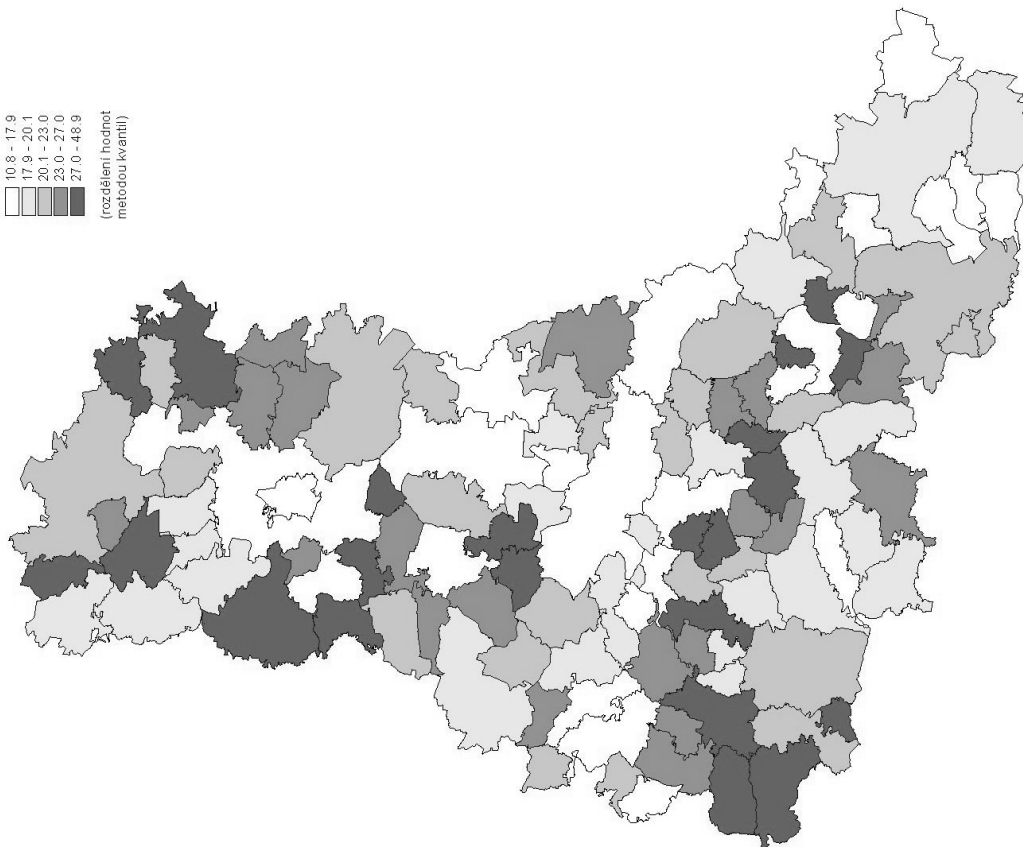 10.8 - 17.9
17.9 - 20.1
20.1 - 23.0
23.0 - 27.0
27.0 - 48.9
(rozdělení hodnot
metodou kvantil)